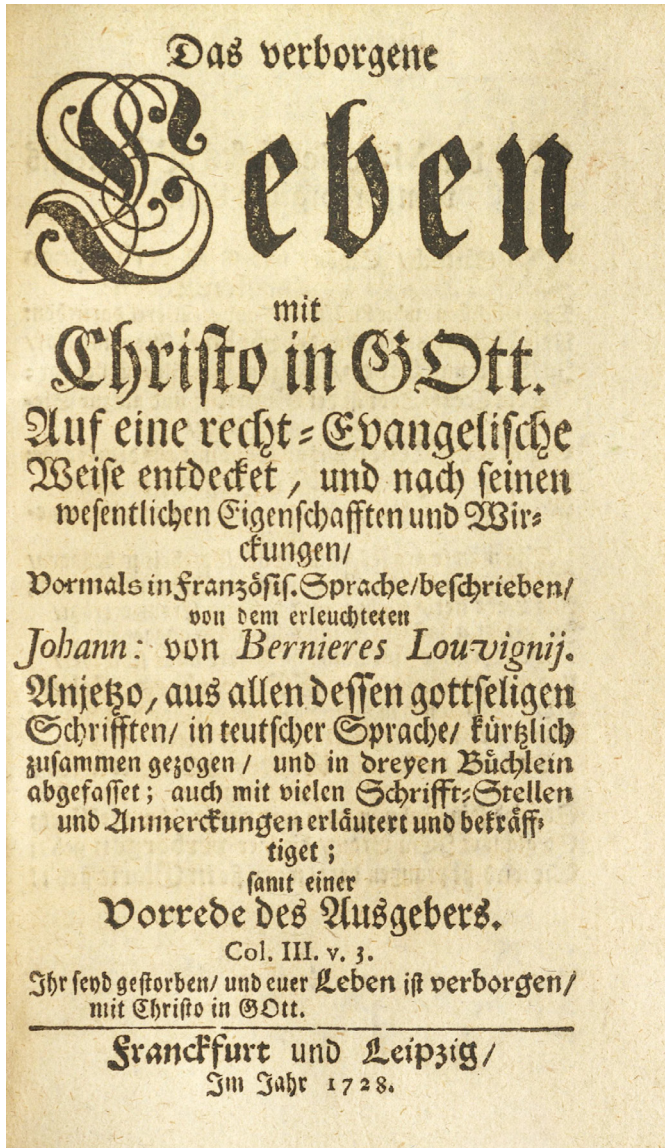 Das verborgene
Leben
mit
Christo in GOtt.
Auf eine recht-Evangelische
Weise entdecket, und nach seinen
wesentlichen Eigenschafften und Wir-
ckungen/
Vormals in Französis. Sprache/beschrieben/
von dem erleuchteten
Johann: von Bernieres Louvignij.
Anjetzo, aus allen dessen gottseligen
Schrifften/ in teutscher Sprache/ kürtzlich
zusammen gezogen/ und in dreyen Büchlein
abgefasset; auch mit vielen Schrifft-Stellen
und Anmerckungen erläutert und bekräff-
tiget;
samt einer
Vorrede des Ausgebers.
Col. III. v. 3.
Ihr seyd gestorben/ und euer Leben ist verborgen/
mit Christo in GOtt.
Franckfurt und Leipzig/
Im Jahr 1728.